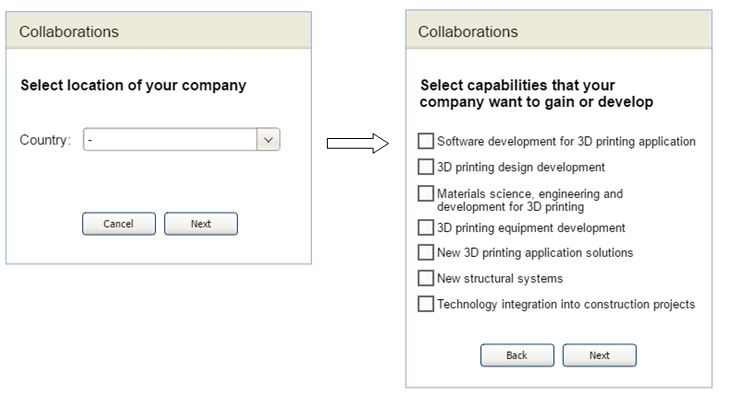 Collaborations
Select location of your company
Country: -
Cancel Next
Collaborations
Select capabilities that your
company want to gain or develop
Software development for 3D printing application
3D printing design development
Materials science, engineering and
development for 3D printing
3D printing equipment development
New 3D printing application solutions
New structural systems
Technology integration into construction projects
Back Next